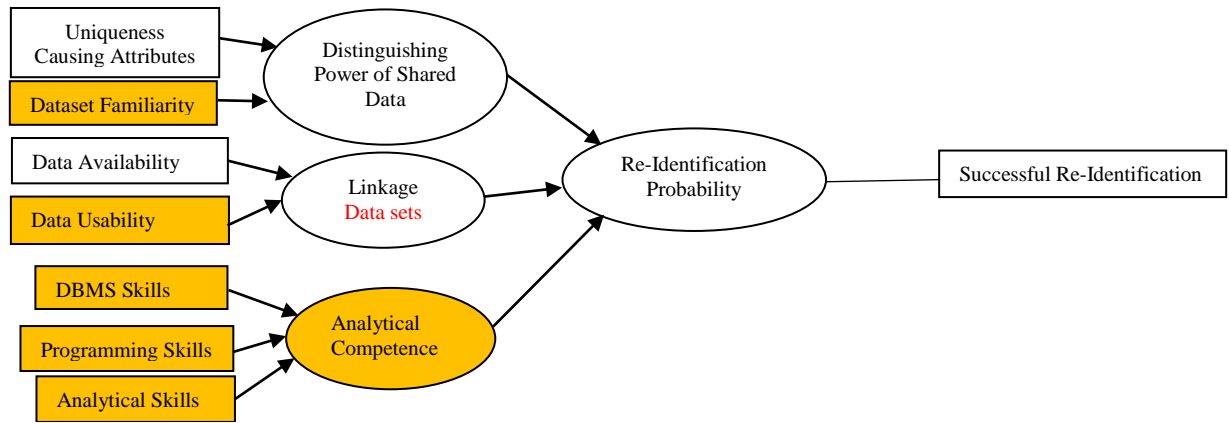 Uniqueness
Causing Attributes
Dataset Familiarity
Data Availability
Data Usability
DBMS Skills
Programming Skills
Analytical Skills
Distinguishing
Power of Shared
Data
Linkage
Data sets
Analytical
Competence
Re-Identification
Probability
Successful Re-Identification